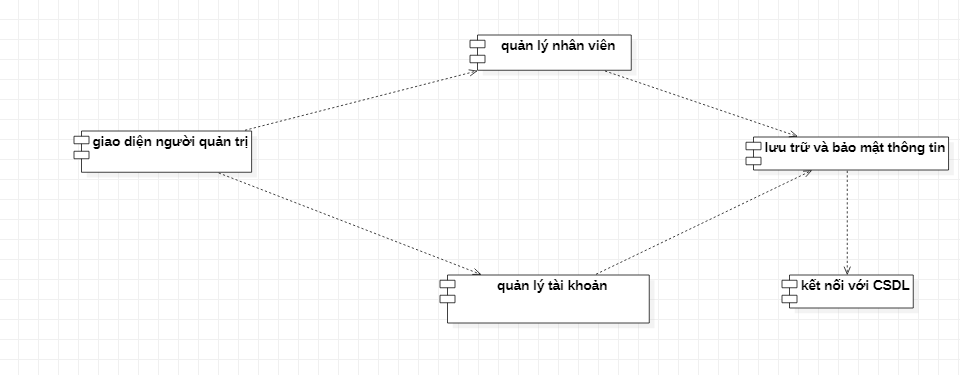 quản lý nhân viên
giao diện người quản trị
lưu trữ và bảo mật thông tin
quản lý tài khoản
kết nối với CSDL